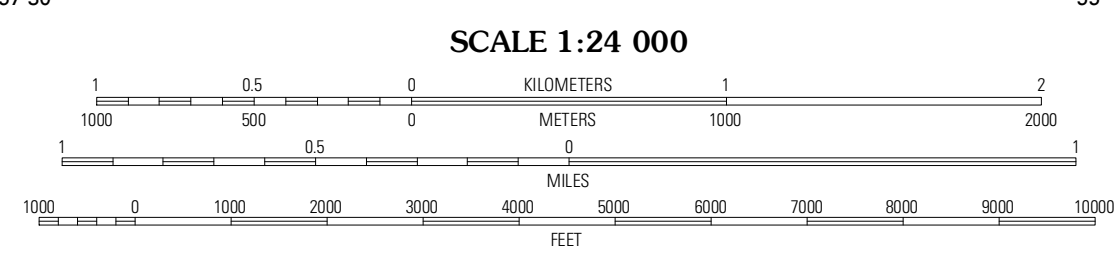 SCALE 1:24 000
1 0.5 0 KILOMETERS 1 2
1000 500 0 METERS 1000 2000
1 0.5 0 1
MILES
1000 0 1000 2000 3000 4000 5000 6000 7000 8000 9000 10000
FEET